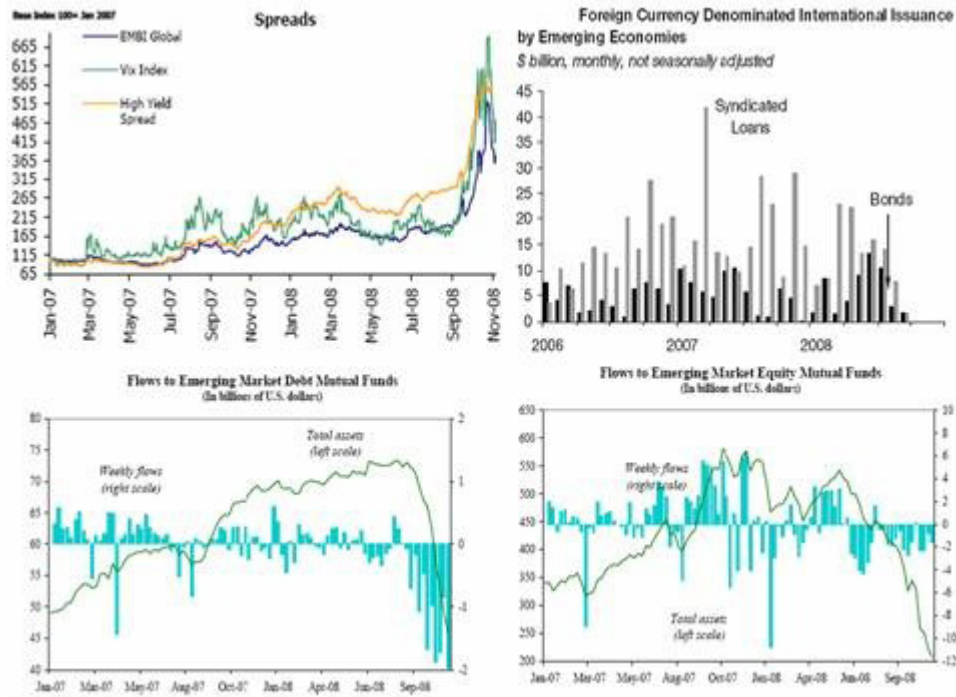 Base Index 100= Jan 2007
Spreads
EMBI Global
Vix Index
High Yield
Spread
665
615
565
515
465
415
365
315
265
215
165
115
65
Jan-07
Mar-07
May-07
Jul-07
Sep-07
Nov-07
Jan-08
Mar-08
May-08
Jul-08
Sep-08
Nov-08
Foreign Currency Denominated International Issuance
by Emerging Economies
$ billion, monthly, not seasonally adjusted
45
40
35
30
25
20
15
10
5
0
Syndicated
Loans
Bonds
2006
2007
2008
Flows to Emerging Market Debt Mutual Funds
(In billions of U.S. dollars)
80
75
70
65
60
55
50
45
40
2
1
0
-1
-2
Total assets
(left scale)
Weekly flows
(right scale)
Jan-07
Mar-07
May-07
Aug-07
Oct-07
Jan-08
Apr-08
Jun-08
Sep-08
Flows to Emerging Market Equity Mutual Funds
(In billions of U.S. dollars)
650
600
550
500
450
400
350
300
250
200
10
8
6
4
2
0
-2
-4
-6
-8
-10
-12
Weekly flows
(right scale)
Total assets
(left scale)
Jan-07
Mar-07
May-07
Aug-07
Oct-07
Jan-08
Apr-08
Jun-08
Sep-08